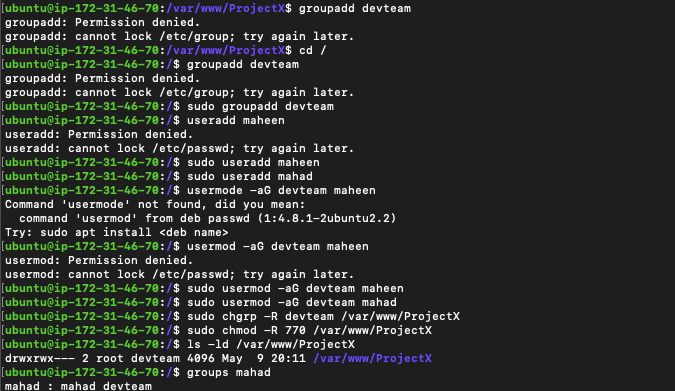 [ubuntu@ip-172-31-46-70:/var/www/ProjectX$ groupadd devteam
groupadd: Permission denied.
groupadd: cannot lock /etc/group; try again later.
[ubuntu@ip-172-31-46-70:/var/www/ProjectX$ cd /
[ubuntu@ip-172-31-46-70:/$ groupadd devteam
groupadd: Permission denied.
groupadd: cannot lock /etc/group; try again later.
[ubuntu@ip-172-31-46-70:/$ sudo groupadd devteam
[ubuntu@ip-172-31-46-70:/$ useradd maheen
useradd: Permission denied.
useradd: cannot lock /etc/passwd; try again later.
[ubuntu@ip-172-31-46-70:/$ sudo useradd maheen
[ubuntu@ip-172-31-46-70:/$ sudo useradd mahad
[ubuntu@ip-172-31-46-70:/$ usermode -aG devteam maheen
Command 'usermode' not found, did you mean:
  command 'usermod' from deb passwd (1:4.8.1-2ubuntu2.2)
Try: sudo apt install <deb name>
[ubuntu@ip-172-31-46-70:/$ usermod -aG devteam maheen
usermod: Permission denied.
usermod: cannot lock /etc/passwd; try again later.
[ubuntu@ip-172-31-46-70:/$ sudo usermod -aG devteam maheen
[ubuntu@ip-172-31-46-70:/$ sudo usermod -aG devteam mahad
[ubuntu@ip-172-31-46-70:/$ sudo chgrp -R devteam /var/www/ProjectX
[ubuntu@ip-172-31-46-70:/$ sudo chmod -R 770 /var/www/ProjectX
[ubuntu@ip-172-31-46-70:/$ ls -ld /var/www/ProjectX
drwxrwx--- 2 root devteam 4096 May  9 20:11 /var/www/ProjectX
[ubuntu@ip-172-31-46-70:/$ groups mahad
mahad : mahad devteam